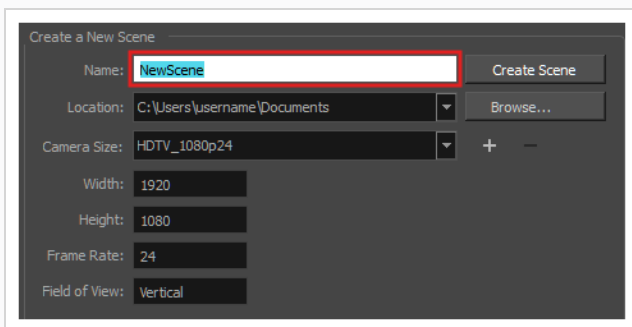 Create a New Scene
Name: NewScene Create Scene
Location: C:\Users\username\Documents Browse...
Camera Size: HDTV_1080p24 + −
Width: 1920
Height: 1080
Frame Rate: 24
Field of View: Vertical